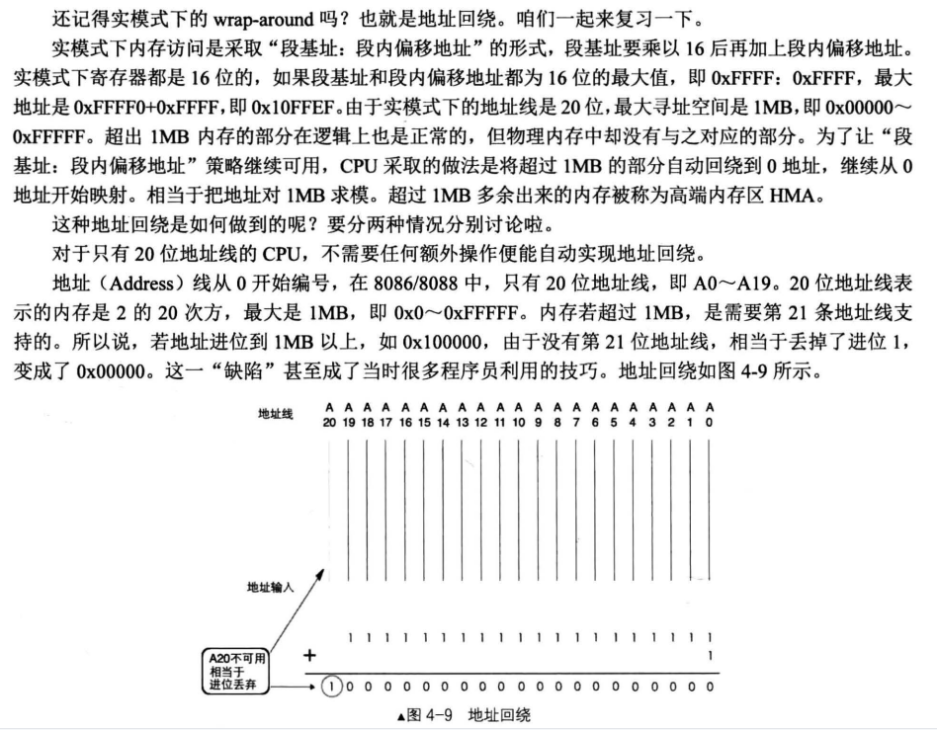 还记得实模式下的 wrap-around 吗？也就是地址回绕。咱们一起来复习一下。
实模式下内存访问是采取“段基址：段内偏移地址”的形式，段基址要乘以 16 后再加上段内偏移地址。
实模式下寄存器都是 16 位的，如果段基址和段内偏移地址都为 16 位的最大值，即 0xFFFF：0xFFFF，最大
地址是 0xFFFF0+0xFFFF，即 0x10FFEF。由于实模式下的地址线是 20 位，最大寻址空间是 1MB，即 0x00000～
0xFFFFF。超出 1MB 内存的部分在逻辑上也是正常的，但物理内存中却没有与之对应的部分。为了让“段
基址：段内偏移地址”策略继续可用，CPU 采取的做法是将超过 1MB 的部分自动回绕到 0 地址，继续从 0
地址开始映射。相当于把地址对 1MB 求模。超过 1MB 多余出来的内存被称为高端内存区 HMA。
这种地址回绕是如何做到的呢？要分两种情况分别讨论啦。
对于只有 20 位地址线的 CPU，不需要任何额外操作便能自动实现地址回绕。
地址（Address）线从 0 开始编号，在 8086/8088 中，只有 20 位地址线，即 A0～A19。20 位地址线表
示的内存是 2 的 20 次方，最大是 1MB，即 0x0～0xFFFFF。内存若超过 1MB，是需要第 21 条地址线支
持的。所以说，若地址进位到 1MB 以上，如 0x100000，由于没有第 21 位地址线，相当于丢掉了进位 1，
变成了 0x00000。这一“缺陷”甚至成了当时很多程序员利用的技巧。地址回绕如图 4-9 所示。
地址线 A A A A A A A A A A A A A A A A A A A A A
20 19 18 17 16 15 14 13 12 11 10 9 8 7 6 5 4 3 2 1 0
地址输入
1 1 1 1 1 1 1 1 1 1 1 1 1 1 1 1 1 1 1 1
+ 1
A20不可用
相当于
进位丢弃
1 0 0 0 0 0 0 0 0 0 0 0 0 0 0 0 0 0 0 0 0
▲图 4-9 地址回绕